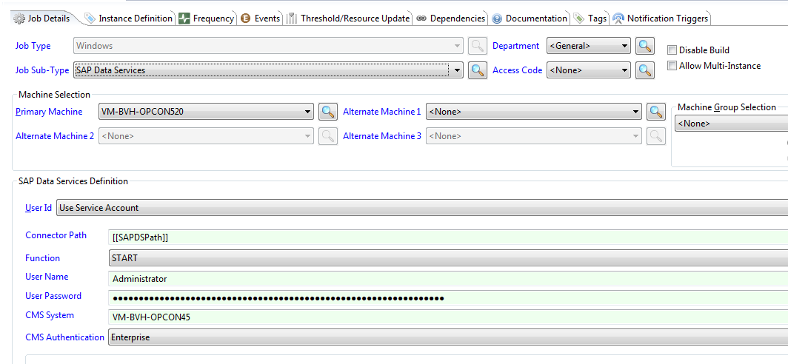 Job Details Instance Definition Frequency Events Threshold/Resource Update Dependencies Documentation Tags Notification Triggers
Job Type Windows Department <General> Disable Build
Job Sub-Type SAP Data Services Access Code <None> Allow Multi-Instance
Machine Selection
Primary Machine VM-BVH-OPCON520 Alternate Machine 1 <None> Machine Group Selection
<None>
Alternate Machine 2 <None> Alternate Machine 3 <None>
SAP Data Services Definition
User Id Use Service Account
Connector Path [[SAPDSPath]]
Function START
User Name Administrator
User Password ••••••••••••••••••••••••••••••••••••••••••••••••••••••••••••••••
CMS System VM-BVH-OPCON45
CMS Authentication Enterprise